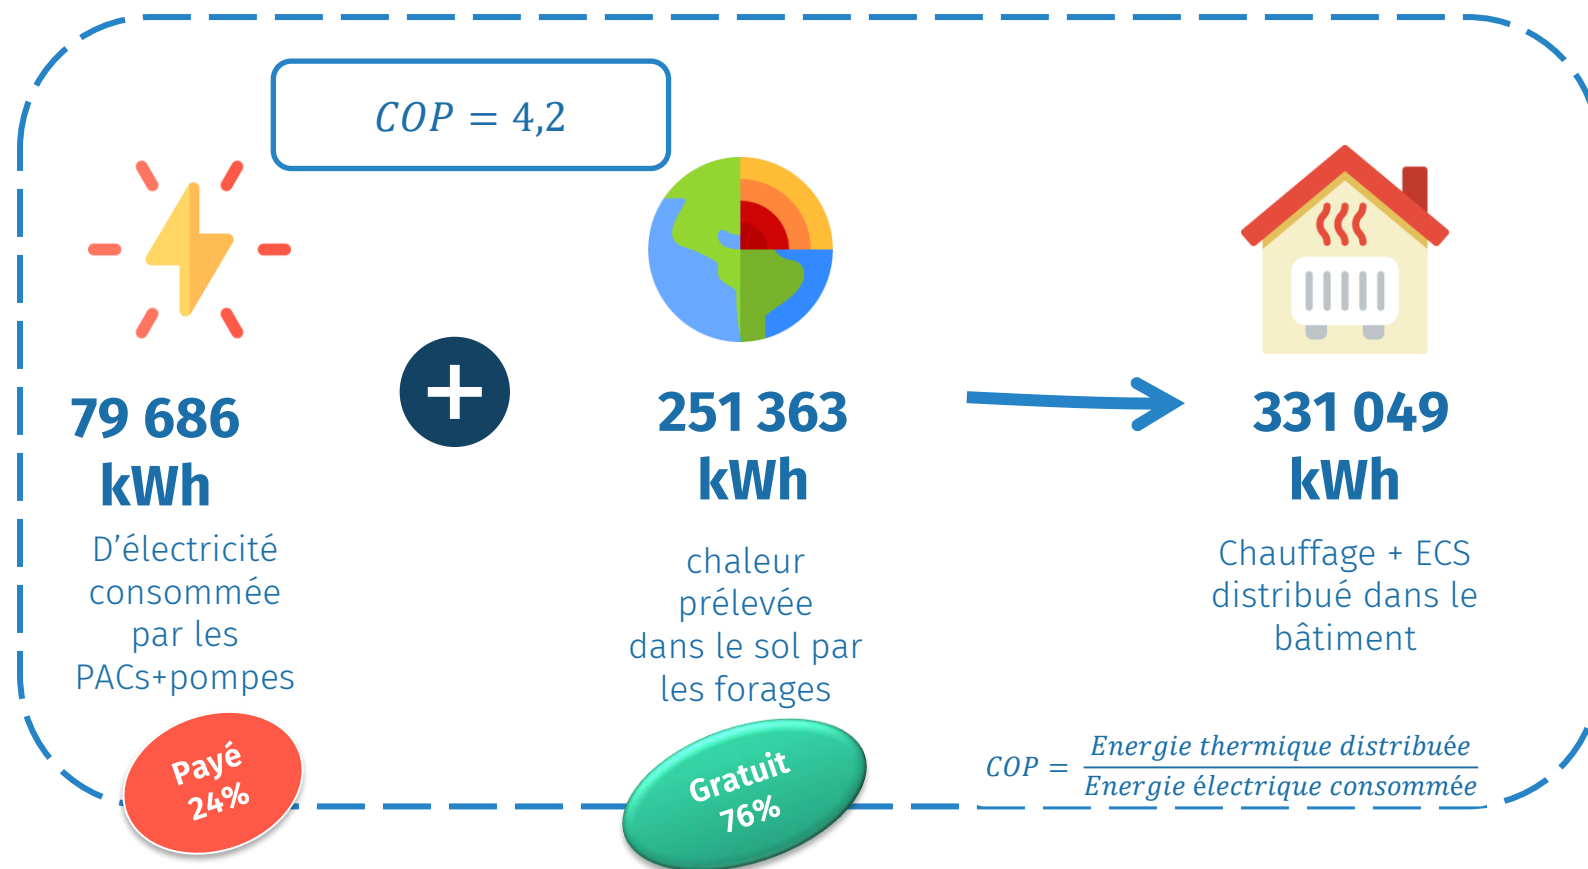 COP = 4,2
79 686
kWh
D’électricité
consommée
par les
PACs+pompes
Payé
24%
+
251 363
kWh
chaleur
prélevée
dans le sol par
les forages
Gratuit
76%
331 049
kWh
Chauffage + ECS
distribué dans le
bâtiment
COP = Energie thermique distribuée
Energie électrique consommée